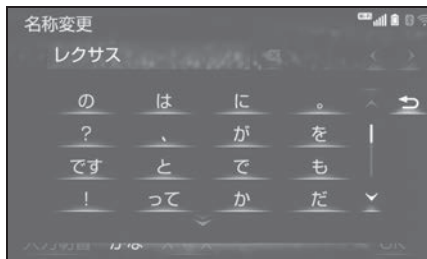 名称変更
レクサス
の は に 。
? 、 が を
です と で も
! って か だ
かな
OK